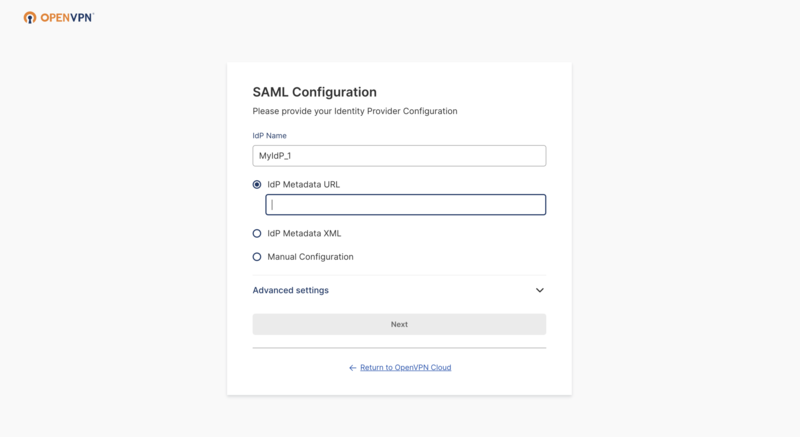 OPENVPN
SAML Configuration
Please provide your Identity Provider Configuration
IdP Name
MyIdP_1
IdP Metadata URL
IdP Metadata XML
Manual Configuration
Advanced settings
Next
Return to OpenVPN Cloud